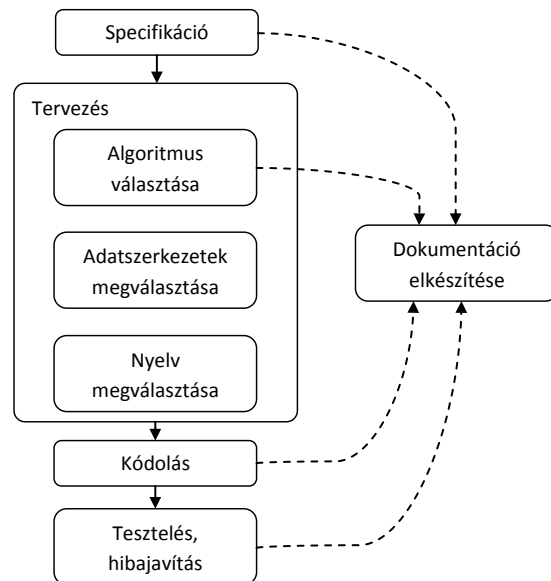 Specifikáció
Tervezés
Algoritmus
választása
Adatszerkezetek
megválasztása
Nyelv
megválasztása
Kódolás
Tesztelés,
hibajavítás
Dokumentáció
elkészítése